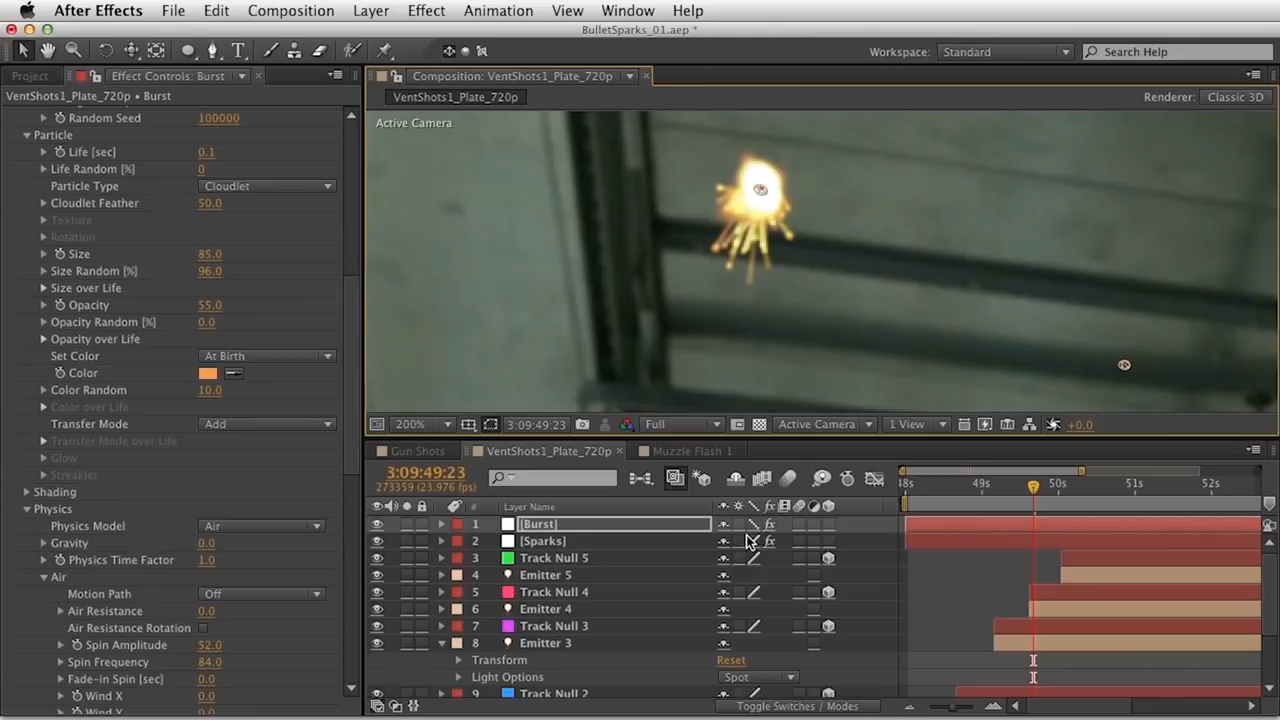 After Effects File Edit Composition Layer Effect Animation View Window Help
BulletSparks_01.aep *
Workspace: Standard Search Help
Project Effect Controls: Burst Composition: VentShots1_Plate_720p
VentShots1_Plate_720p • Burst VentShots1_Plate_720p Renderer: Classic 3D
Random Seed 100000 Active Camera
Particle
Life [sec] 0.1
Life Random [%] 0
Particle Type Cloudlet
Cloudlet Feather 50.0
Texture
Rotation
Size 85.0
Size Random [%] 96.0
Size over Life
Opacity 55.0
Opacity Random [%] 0.0
Opacity over Life
Set Color At Birth
Color
Color Random 10.0
Color over Life
Transfer Mode Add
Transfer Mode over Life
Glow
Streaklet
Shading
Physics
Physics Model Air
Gravity 0.0
Physics Time Factor 1.0
Air
Motion Path Off
Air Resistance 0.0
Air Resistance Rotation
Spin Amplitude 52.0
Spin Frequency 84.0
Fade-in Spin [sec] 0.0
Wind X 0.0
Wind Y 0.0
200% 3:09:49:23 Full Active Camera 1 View +0.0
Gun Shots VentShots1_Plate_720p Muzzle Flash 1
3:09:49:23
273359 (23.976 fps)
48s 49s 50s 51s 52s
# Layer Name
1 [Burst] fx
2 [Sparks] fx
3 Track Null 5
4 Emitter 5
5 Track Null 4
6 Emitter 4
7 Track Null 3
8 Emitter 3
Transform Reset
Light Options Spot
9 Track Null 2
Toggle Switches / Modes